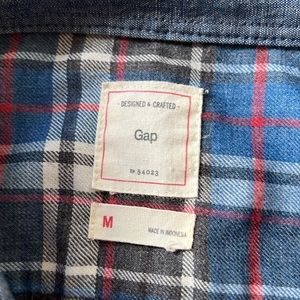 - DESIGNED & CRAFTED -
Gap
RN 54023
M
MADE IN INDONESIA